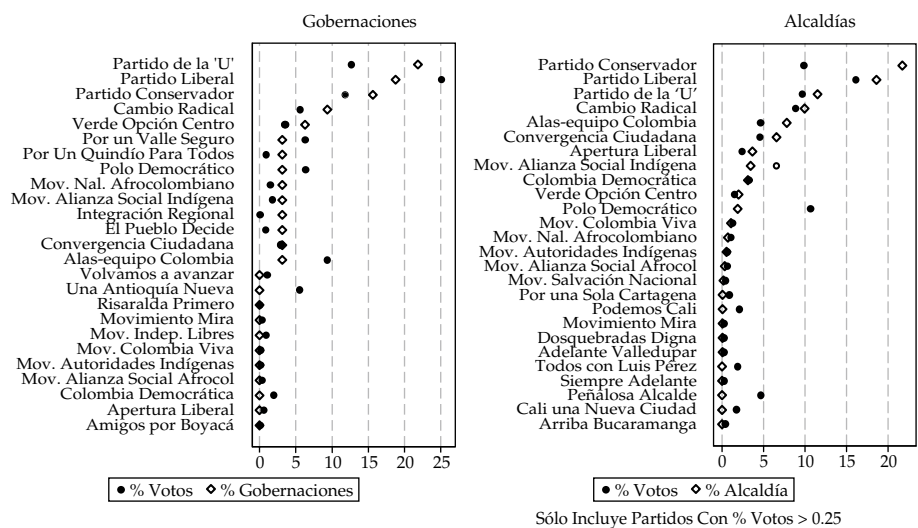 Gobernaciones
Partido de la 'U'
Partido Liberal
Partido Conservador
Cambio Radical
Verde Opción Centro
Por un Valle Seguro
Por Un Quindío Para Todos
Polo Democrático
Mov. Nal. Afrocolombiano
Mov. Alianza Social Indígena
Integración Regional
El Pueblo Decide
Convergencia Ciudadana
Alas-equipo Colombia
Volvamos a avanzar
Una Antioquía Nueva
Risaralda Primero
Movimiento Mira
Mov. Indep. Libres
Mov. Colombia Viva
Mov. Autoridades Indígenas
Mov. Alianza Social Afrocol
Colombia Democrática
Apertura Liberal
Amigos por Boyacá
0 5 10 15 20 25
% Votos % Gobernaciones
Alcaldías
Partido Conservador
Partido Liberal
Partido de la ‘U’
Cambio Radical
Alas-equipo Colombia
Convergencia Ciudadana
Apertura Liberal
Mov. Alianza Social Indígena
Colombia Democrática
Verde Opción Centro
Polo Democrático
Mov. Colombia Viva
Mov. Nal. Afrocolombiano
Mov. Autoridades Indígenas
Mov. Alianza Social Afrocol
Mov. Salvación Nacional
Por una Sola Cartagena
Podemos Cali
Movimiento Mira
Dosquebradas Digna
Adelante Valledupar
Todos con Luis Pérez
Siempre Adelante
Peñálosa Alcalde
Cali una Nueva Ciudad
Arriba Bucaramanga
0 5 10 15 20
% Votos % Alcaldía
Sólo Incluye Partidos Con % Votos > 0.25